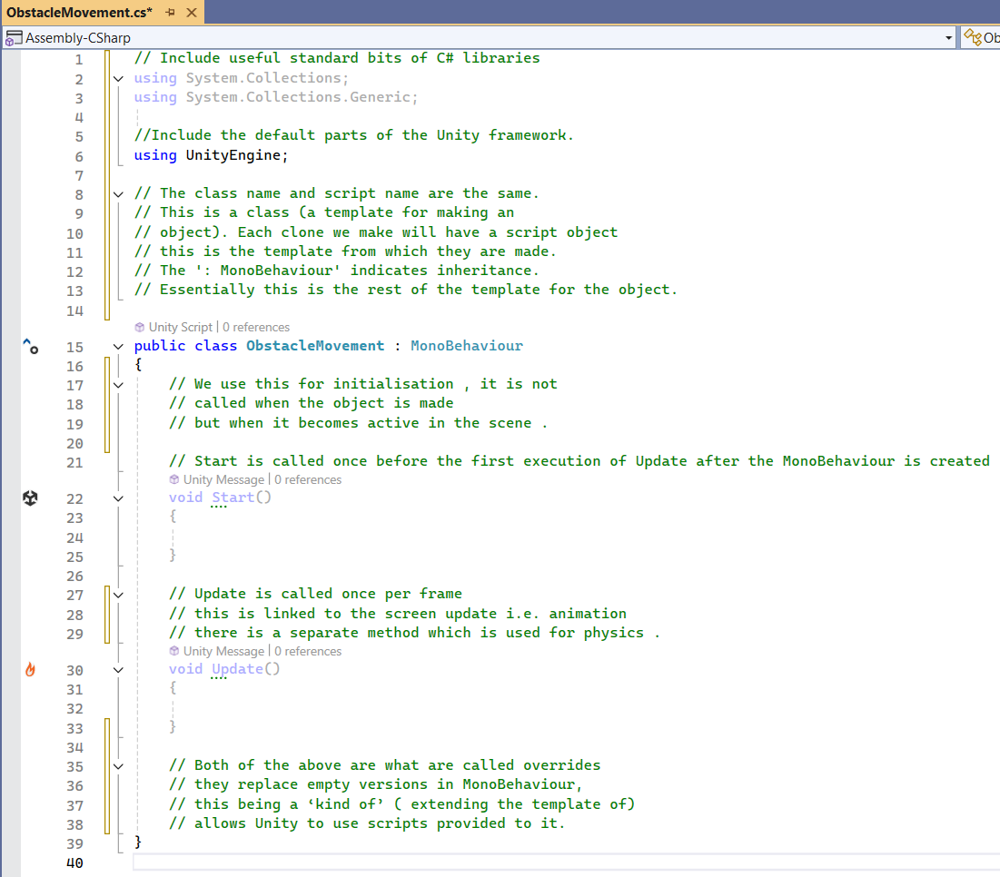 ObstacleMovement.cs*
Assembly-CSharp
Ob
1 // Include useful standard bits of C# libraries
2 using System.Collections;
3 using System.Collections.Generic;
4
5 //Include the default parts of the Unity framework.
6 using UnityEngine;
7
8 // The class name and script name are the same.
9 // This is a class (a template for making an
10 // object). Each clone we make will have a script object
11 // this is the template from which they are made.
12 // The ': MonoBehaviour' indicates inheritance.
13 // Essentially this is the rest of the template for the object.
14
Unity Script | 0 references
15 public class ObstacleMovement : MonoBehaviour
16 {
17 // We use this for initialisation , it is not
18 // called when the object is made
19 // but when it becomes active in the scene .
20
21 // Start is called once before the first execution of Update after the MonoBehaviour is created
Unity Message | 0 references
22 void Start()
23 {
24
25 }
26
27 // Update is called once per frame
28 // this is linked to the screen update i.e. animation
29 // there is a separate method which is used for physics .
Unity Message | 0 references
30 void Update()
31 {
32
33 }
34
35 // Both of the above are what are called overrides
36 // they replace empty versions in MonoBehaviour,
37 // this being a ‘kind of’ ( extending the template of)
38 // allows Unity to use scripts provided to it.
39 }
40